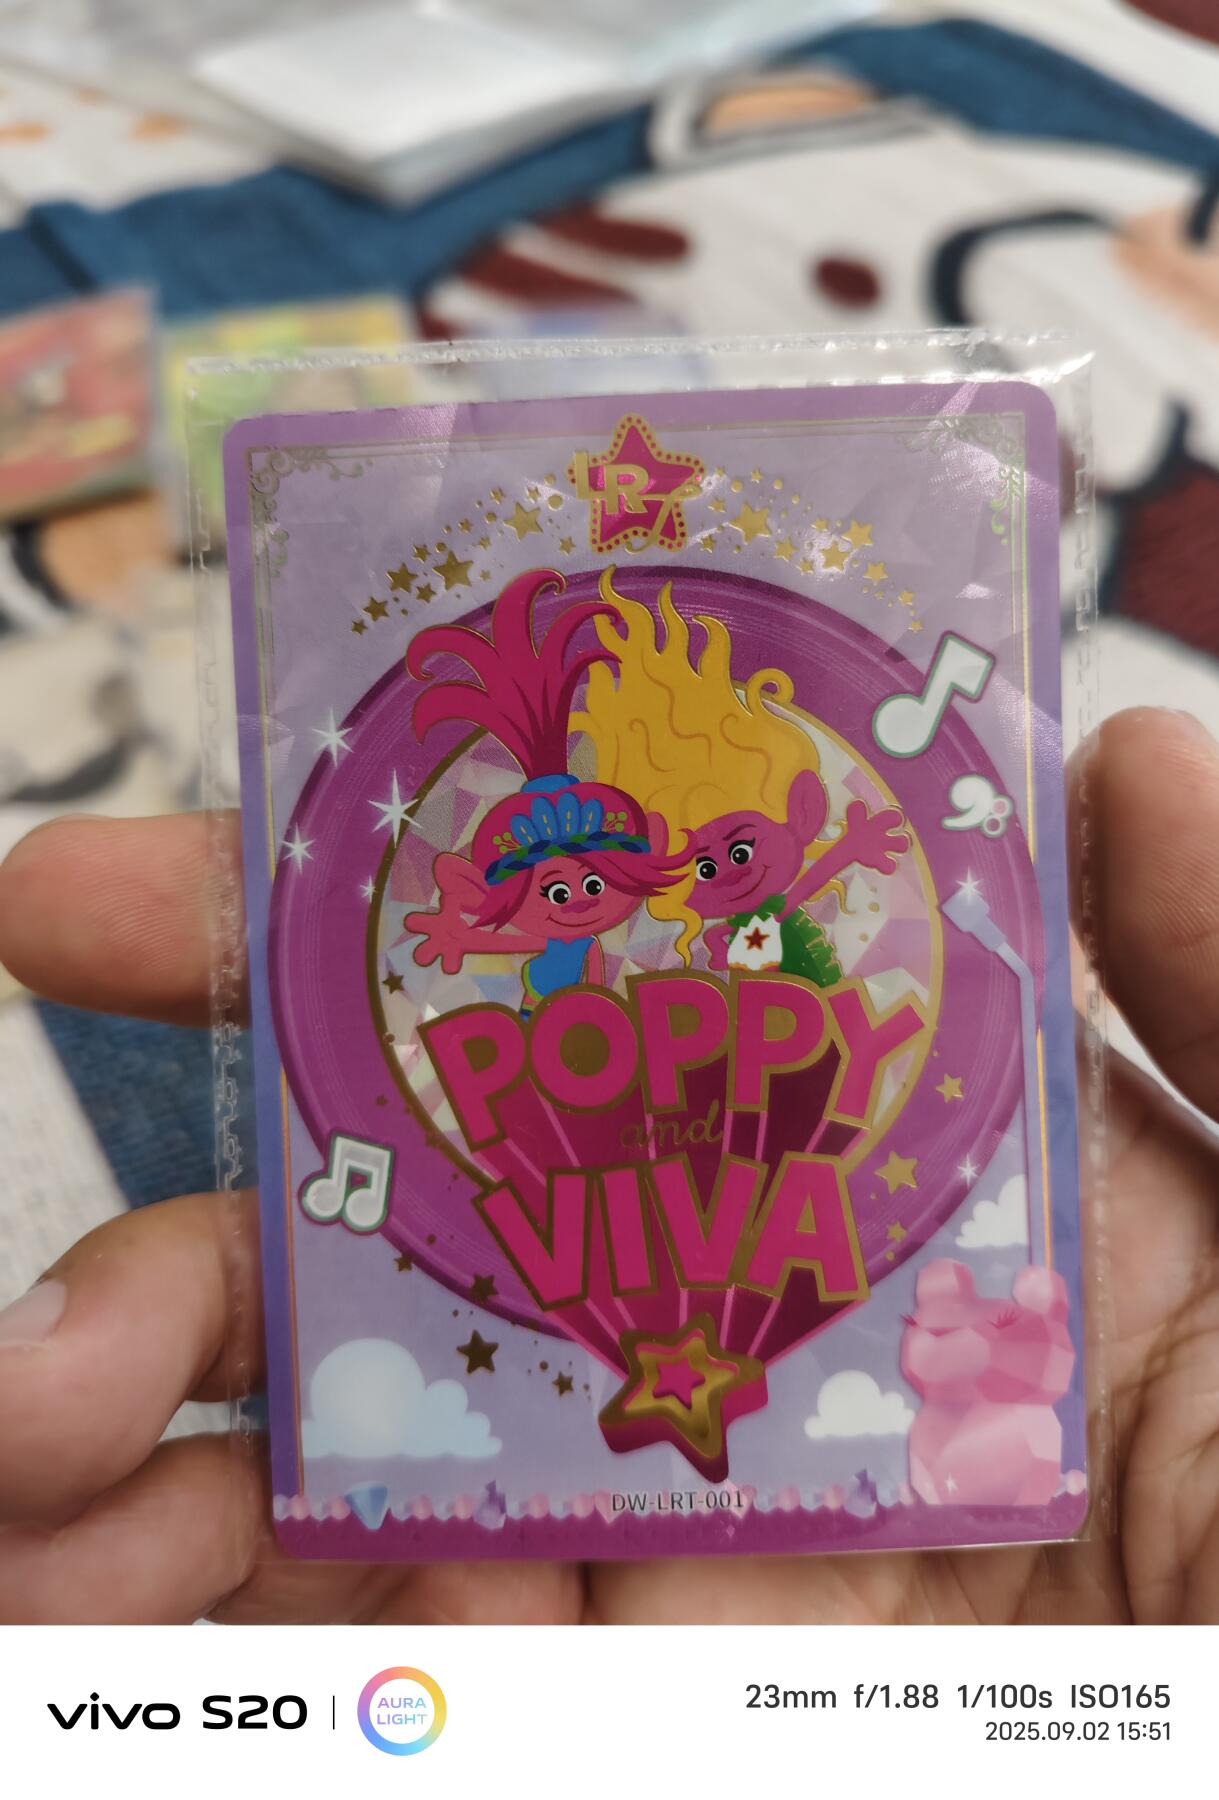 LRT
POPPY
and
VIVA
DW-LRT-001
vivo S20 | AURA LIGHT
23mm f/1.88 1/100s ISO165
2025.09.02 15:51